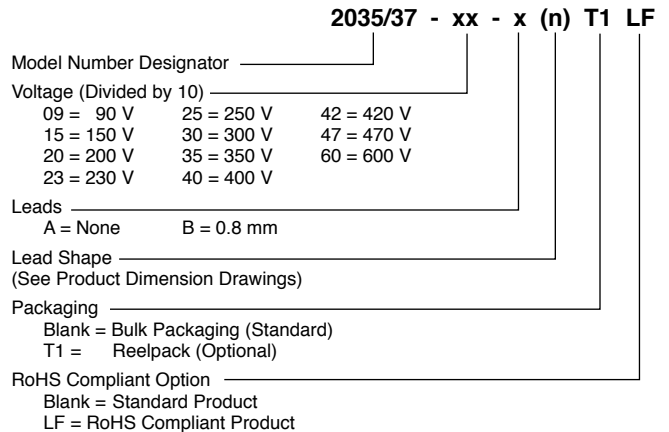 2035/37 - xx - x (n) T1 LF
Model Number Designator
Voltage (Divided by 10)
09 = 90 V 25 = 250 V 42 = 420 V
15 = 150 V 30 = 300 V 47 = 470 V
20 = 200 V 35 = 350 V 60 = 600 V
23 = 230 V 40 = 400 V
Leads
A = None B = 0.8 mm
Lead Shape
(See Product Dimension Drawings)
Packaging
Blank = Bulk Packaging (Standard)
T1 = Reelpack (Optional)
RoHS Compliant Option
Blank = Standard Product
LF = RoHS Compliant Product